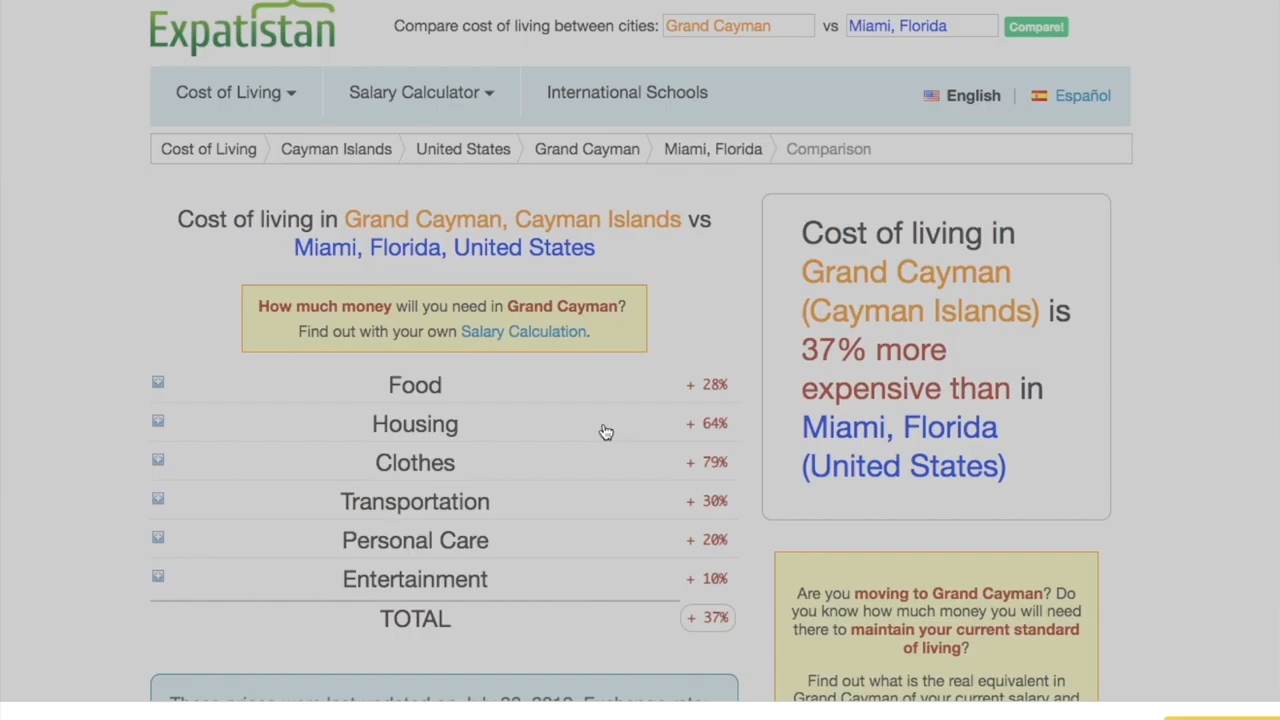 Expatistan
Compare cost of living between cities: Grand Cayman vs Miami, Florida Compare!
Cost of Living Salary Calculator International Schools English | Español
Cost of Living Cayman Islands United States Grand Cayman Miami, Florida Comparison
Cost of living in Grand Cayman, Cayman Islands vs
Miami, Florida, United States
How much money will you need in Grand Cayman?
Find out with your own Salary Calculation.
Food + 28%
Housing + 64%
Clothes + 79%
Transportation + 30%
Personal Care + 20%
Entertainment + 10%
TOTAL + 37%
Cost of living in
Grand Cayman
(Cayman Islands) is
37% more
expensive than in
Miami, Florida
(United States)
Are you moving to Grand Cayman? Do
you know how much money you will need
there to maintain your current standard
of living?
Find out what is the real equivalent in
Grand Cayman of your current salary and